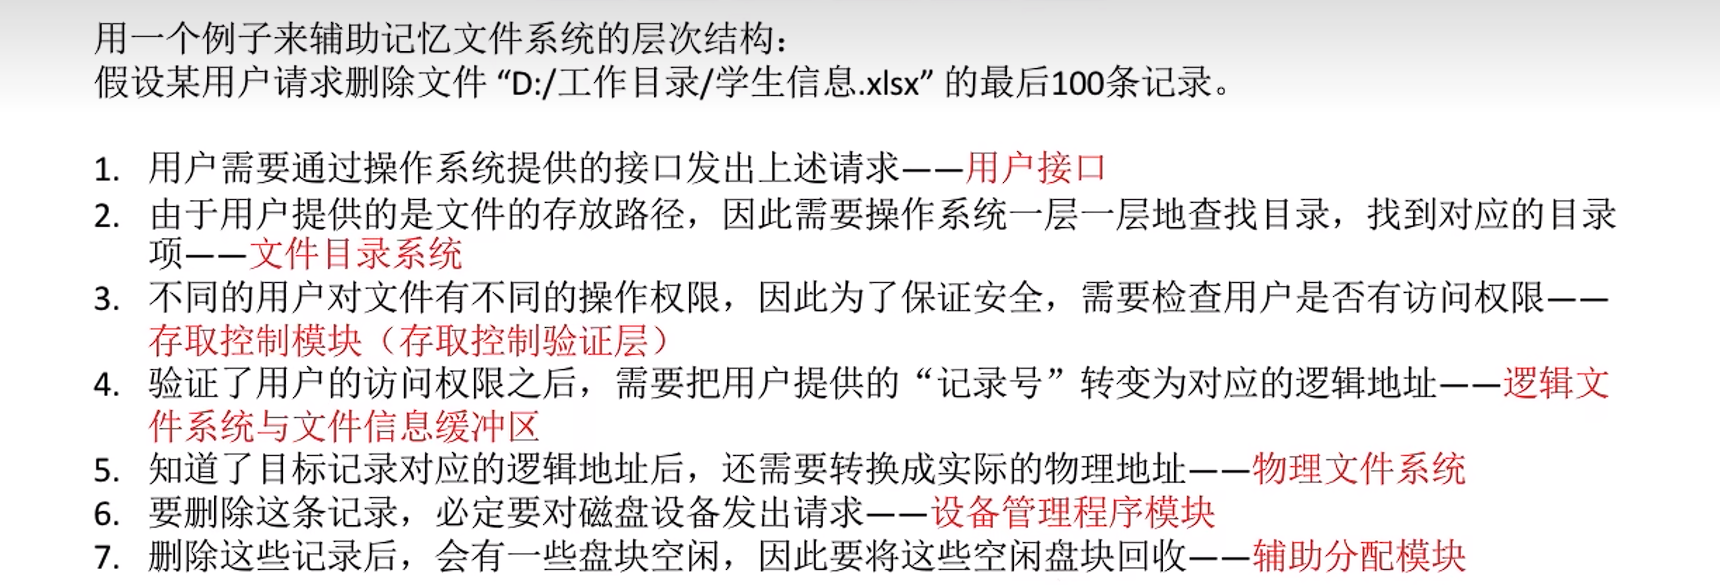 用一个例子来辅助记忆文件系统的层次结构：
假设某用户请求删除文件 “D:/工作目录/学生信息.xlsx” 的最后100条记录。
1. 用户需要通过操作系统提供的接口发出上述请求——用户接口
2. 由于用户提供的是文件的存放路径，因此需要操作系统一层一层地查找目录，找到对应的目录
项——文件目录系统
3. 不同的用户对文件有不同的操作权限，因此为了保证安全，需要检查用户是否有访问权限——
存取控制模块（存取控制验证层）
4. 验证了用户的访问权限之后，需要把用户提供的“记录号”转变为对应的逻辑地址——逻辑文
件系统与文件信息缓冲区
5. 知道了目标记录对应的逻辑地址后，还需要转换成实际的物理地址——物理文件系统
6. 要删除这条记录，必定要对磁盘设备发出请求——设备管理程序模块
7. 删除这些记录后，会有一些盘块空闲，因此要将这些空闲盘块回收——辅助分配模块